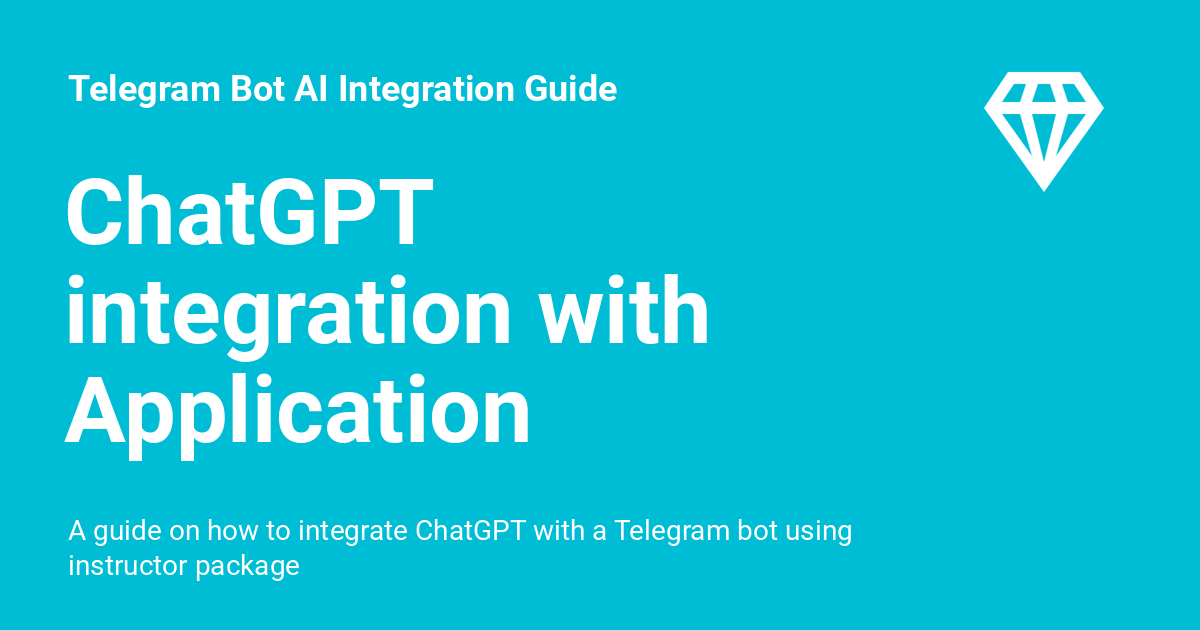 Telegram Bot AI Integration Guide
ChatGPT
integration with
Application
A guide on how to integrate ChatGPT with a Telegram bot using
instructor package